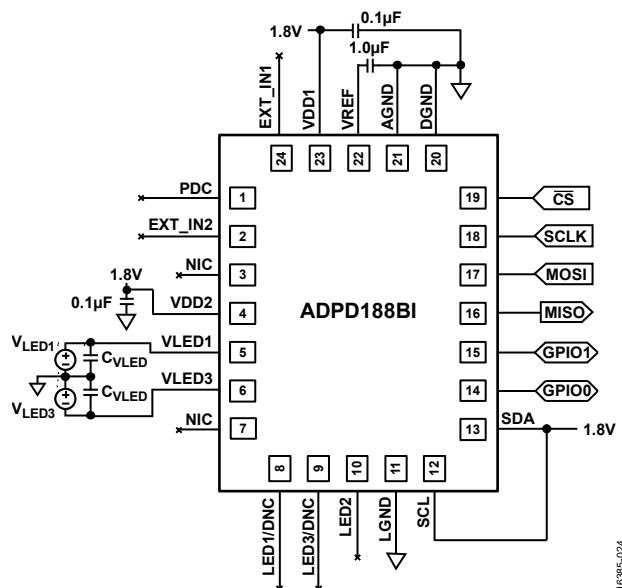 0.1µF
1.8V
1.0µF
EXT_IN1
VDD1
VREF
AGND
DGND
24
23
22
21
20
PDC
1
19
CS
EXT_IN2
2
18
SCLK
NIC
3
17
MOSI
1.8V
0.1µF
VDD2
4
ADPD188BI
16
MISO
VLED1
VLED1
CVLED
5
15
GPIO1
VLED3
CVLED
VLED3
6
14
GPIO0
NIC
7
13
SDA
1.8V
8
9
10
11
12
LED1/DNC
LED3/DNC
LED2
LGND
SCL
16385-024